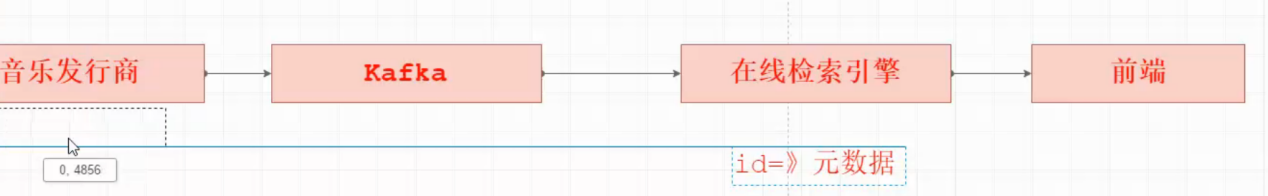 音乐发行商
Kafka
在线检索引擎
前端
id=》元数据
0, 4856